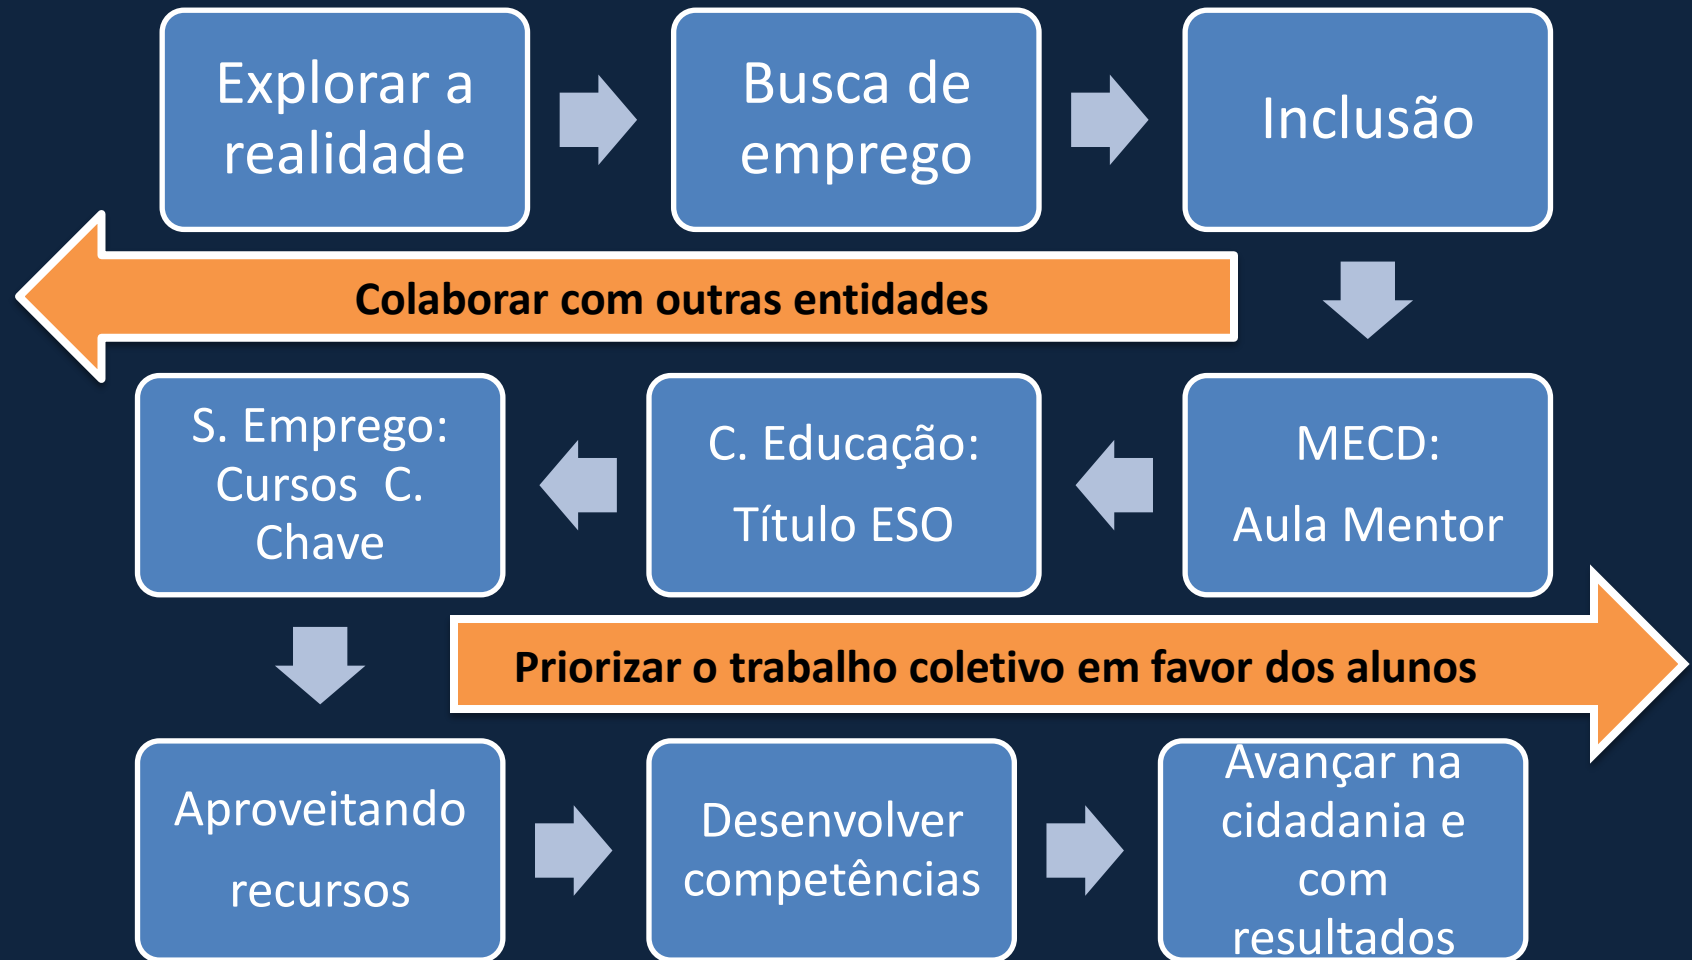 Explorar a
realidade
Busca de
emprego
Inclusão
Colaborar com outras entidades
S. Emprego:
Cursos C.
Chave
C. Educação:
Título ESO
MECD:
Aula Mentor
Priorizar o trabalho coletivo em favor dos alunos
Aproveitando
recursos
Desenvolver
competências
Avançar na
cidadania e
com
resultados